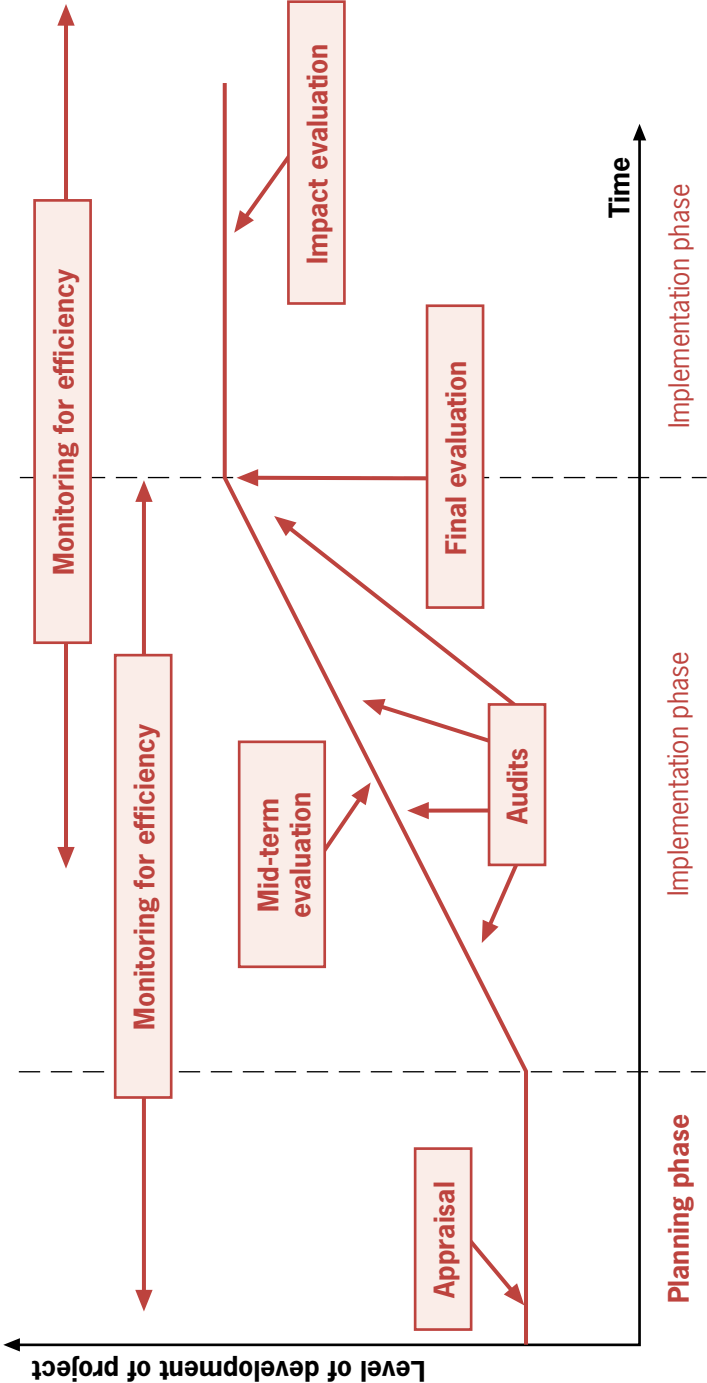 Level of development of project
Monitoring for efficiency
Monitoring for efficiency
Mid-term
evaluation
Impact evaluation
Appraisal
Final evaluation
Audits
Time
Planning phase
Implementation phase
Implementation phase